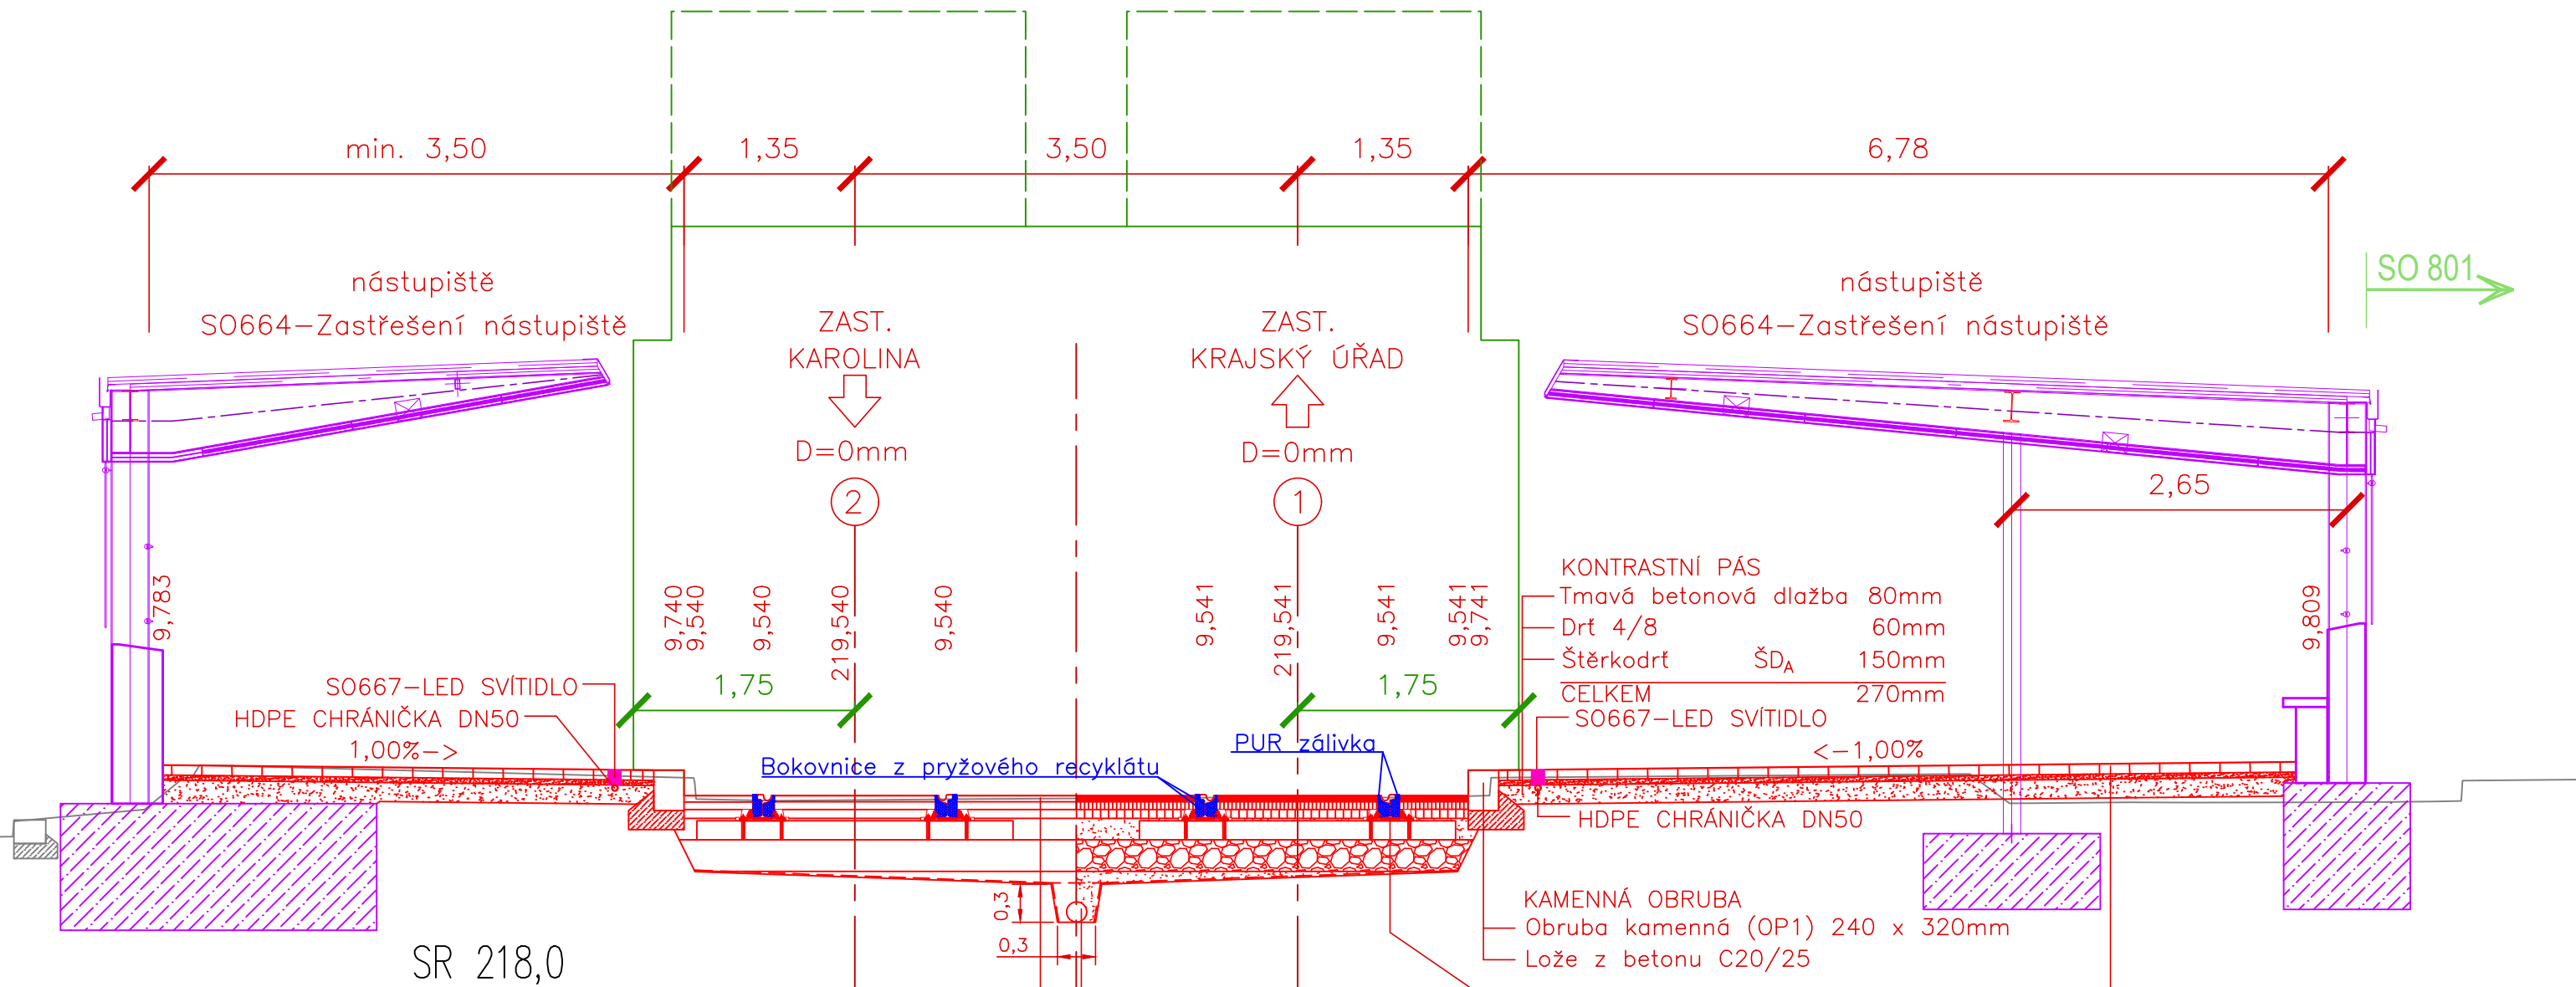 min. 3,50
1,35
3,50
1,35
6,78
SO 801
nástupiště
SO664-Zastřešení nástupiště
ZAST.
KAROLINA
D=0mm
2
ZAST.
KRAJSKÝ ÚŘAD
D=0mm
1
nástupiště
SO664-Zastřešení nástupiště
2,65
9,783
9,740
9,540
9,540
219,540
9,540
9,541
219,541
9,541
9,541
9,741
9,809
KONTRASTNÍ PÁS
Tmavá betonová dlažba 80mm
Drť 4/8 60mm
Štěrkodrť ŠDA 150mm
CELKEM 270mm
SO667-LED SVÍTIDLO
HDPE CHRÁNIČKA DN50
1,00%->
1,75
1,75
SO667-LED SVÍTIDLO
<-1,00%
PUR zálivka
Bokovnice z pryžového recyklátu
HDPE CHRÁNIČKA DN50
0,3
0,3
KAMENNÁ OBRUBA
Obruba kamenná (OP1) 240 x 320mm
Lože z betonu C20/25
SR 218,0